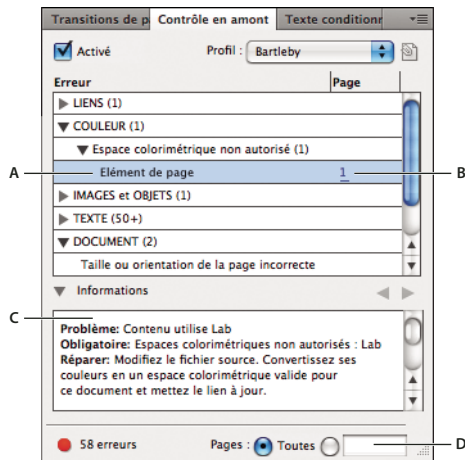 Transitions de p
Contrôle en amont
Texte conditionr
Activé
Profil : Bartleby
Erreur
Page
LIENS (1)
COULEUR (1)
Espace colorimétrique non autorisé (1)
A
Elément de page
1
B
IMAGES et OBJETS (1)
TEXTE (50+)
DOCUMENT (2)
Taille ou orientation de la page incorrecte
Informations
C
Problème: Contenu utilise Lab
Obligatoire: Espaces colorimétriques non autorisés : Lab
Réparer: Modifiez le fichier source. Convertissez ses
couleurs en un espace colorimétrique valide pour
ce document et mettez le lien à jour.
58 erreurs
Pages : Toutes
D